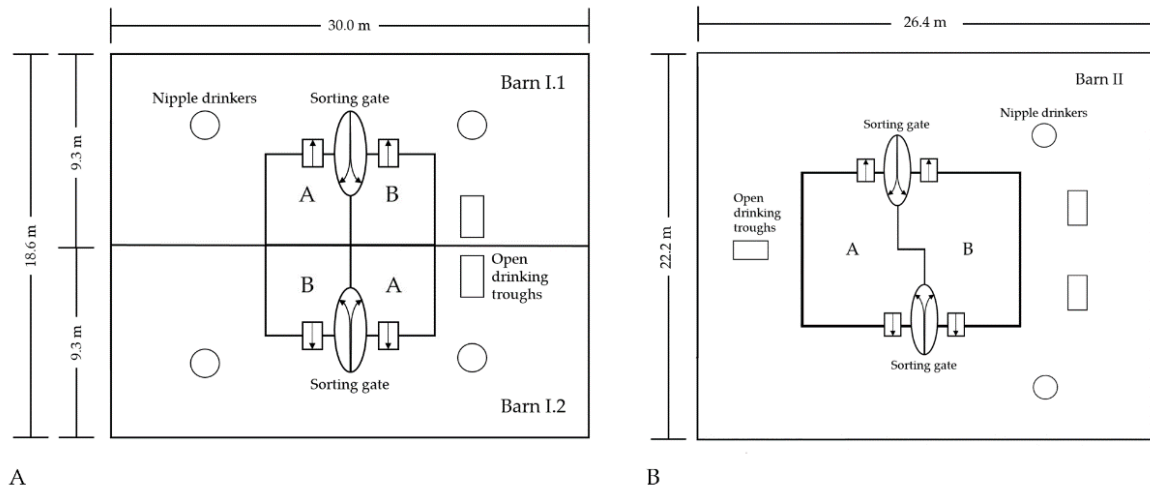 30.0 m
Barn I.1
Nipple drinkers
Sorting gate
9.3 m
A
B
18.6 m
B
A
Open
drinking
troughs
9.3 m
Sorting gate
Barn I.2
A
26.4 m
Barn II
Nipple drinkers
Sorting gate
Open
drinking
troughs
A
B
22.2 m
Sorting gate
B